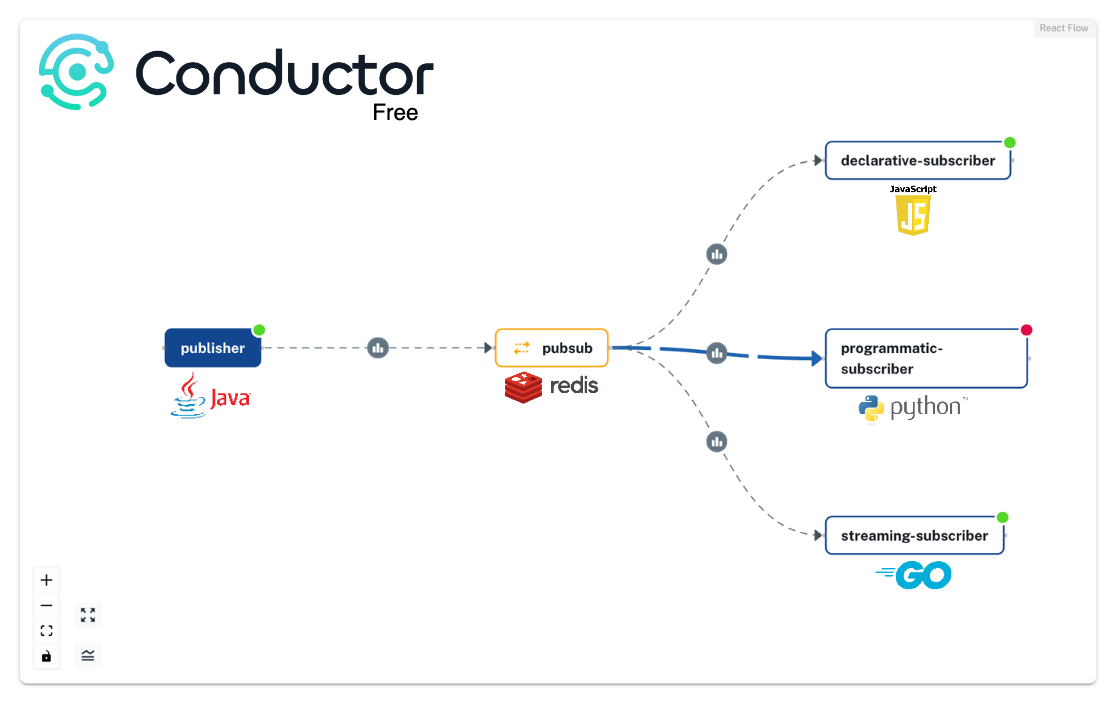 React Flow
Conductor
Free
declarative-subscriber
JavaScript
JS
publisher
Java
pubsub
redis
programmatic-
subscriber
python™
streaming-subscriber
GO